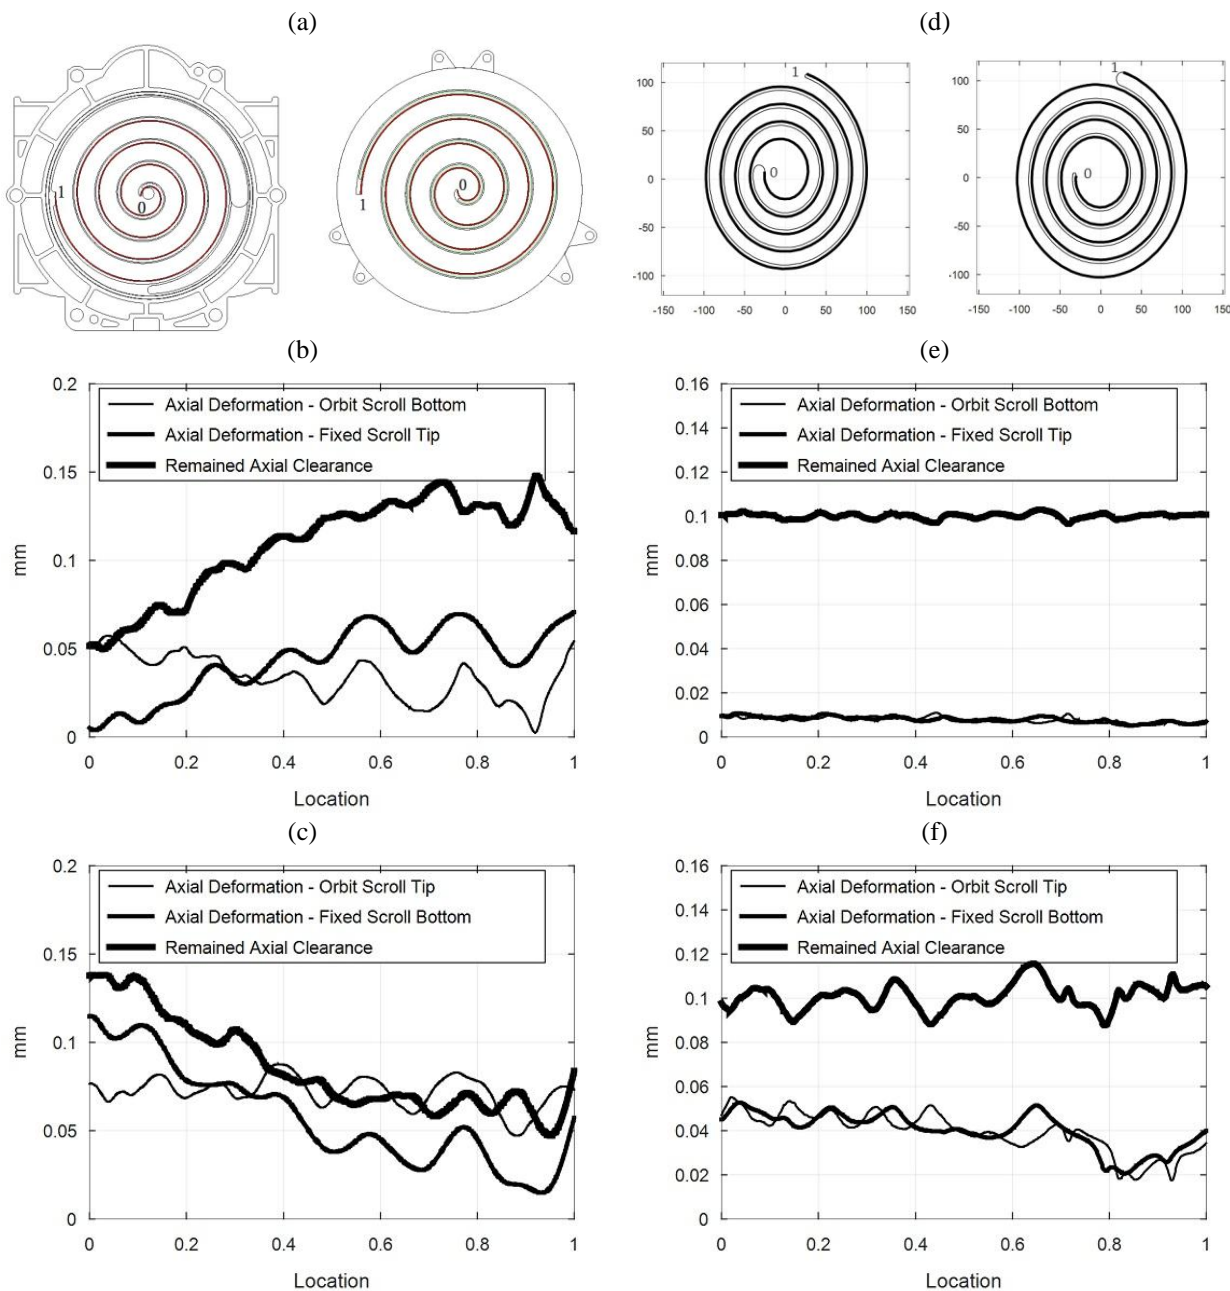 (a)
(d)
1
0
0
1
100
50
0
-50
-100
1
0
-150 -100 -50 0 50 100 150
100
50
0
-50
-100
1
0
-150 -100 -50 0 50 100 150
(b)
(e)
0.2
0.15
0.1
0.05
0
mm
Axial Deformation - Orbit Scroll Bottom
Axial Deformation - Fixed Scroll Tip
Remained Axial Clearance
0 0.2 0.4 0.6 0.8 1
Location
0.16
0.14
0.12
0.1
0.08
0.06
0.04
0.02
0
mm
Axial Deformation - Orbit Scroll Bottom
Axial Deformation - Fixed Scroll Tip
Remained Axial Clearance
0 0.2 0.4 0.6 0.8 1
Location
(c)
(f)
0.2
0.15
0.1
0.05
0
mm
Axial Deformation - Orbit Scroll Tip
Axial Deformation - Fixed Scroll Bottom
Remained Axial Clearance
0 0.2 0.4 0.6 0.8 1
Location
0.16
0.14
0.12
0.1
0.08
0.06
0.04
0.02
0
mm
Axial Deformation - Orbit Scroll Tip
Axial Deformation - Fixed Scroll Bottom
Remained Axial Clearance
0 0.2 0.4 0.6 0.8 1
Location